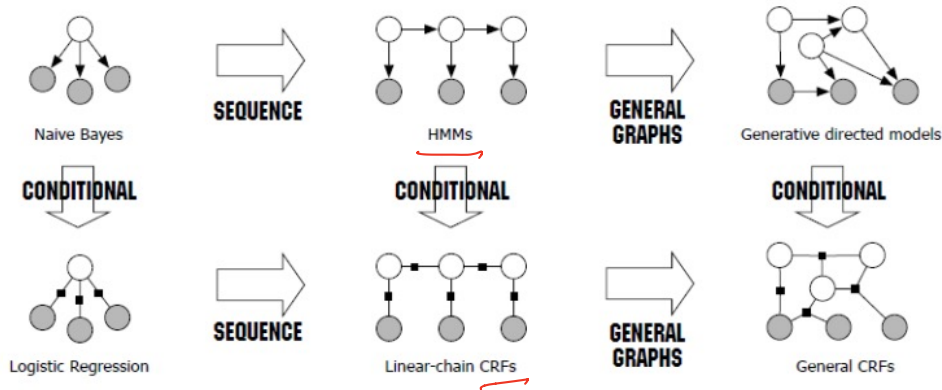 SEQUENCE
GENERAL
GRAPHS
Naive Bayes
HMMs
Generative directed models
CONDITIONAL
CONDITIONAL
CONDITIONAL
SEQUENCE
GENERAL
GRAPHS
Logistic Regression
Linear-chain CRFs
General CRFs